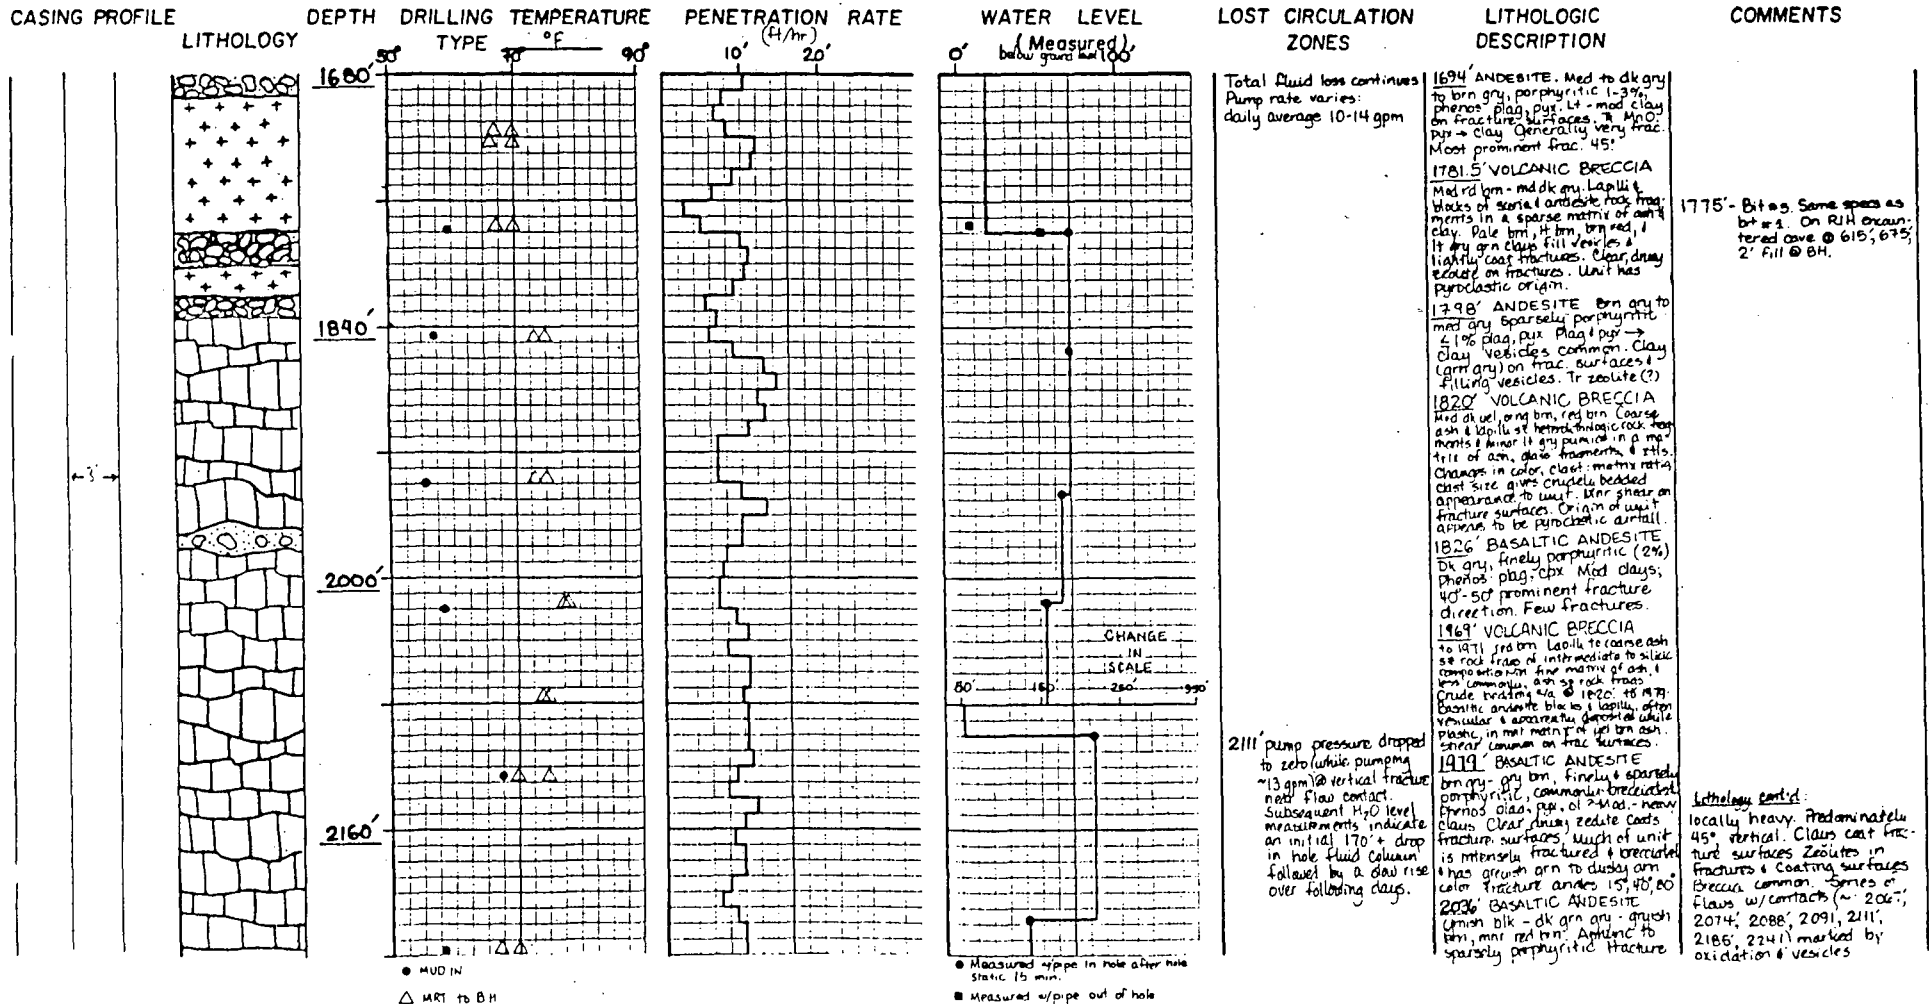 CASING PROFILE
LITHOLOGY
DEPTH
DRILLING TEMPERATURE
TYPE °F
50° 70° 90°
PENETRATION RATE
(ft/hr)
10' 20'
WATER LEVEL
(Measured)
below ground level
0' 100'
LOST CIRCULATION
ZONES
LITHOLOGIC
DESCRIPTION
COMMENTS
1680'
1840'
2000'
2160'
3"
CHANGE
IN
SCALE
80' 160'
● MUD IN
△ MRT to BH
● Measured w/pipe in hole after hole
static 15 min.
■ Measured w/pipe out of hole
Total fluid loss continues
Pump rate varies:
daily average 10-14 gpm
2111' pump pressure dropped
to zero (while pumping
~13 gpm) @ vertical fracture
near flow contact.
Subsequent H2O level
measurements indicate
an initial 170'+ drop
in hole fluid column
followed by a slow rise
over following days.
1694' ANDESITE. Med to dk gry
to brn gry, porphyritic 1-3%,
phenos plag, pyx. Lt - mod clay
on fracture surfaces. Tr MnO
pyx → clay Generally very frac.
Most prominent frac. 45°
1781.5' VOLCANIC BRECCIA
Med rd brn - md dk gry. Lapilli &
blocks of scoria & andesite rock frag-
ments in a sparse matrix of ash &
clay. Pale brn, lt brn, brn red, &
lt gry grn clays fill vesicles &
lightly coat fractures. Clear, drusy
zeolite on fractures. Unit has
pyroclastic origin.
1798' ANDESITE Brn gry to
med gry sparsely porphyritic
<1% plag, pyx Plag & pyx →
clay Vesicles common. Clay
(grn gry) on frac. surfaces &
filling vesicles. Tr zeolite (?)
1820' VOLCANIC BRECCIA
Mod dk yel, orng brn, red brn Coarse
ash & lapilli sz heterolithologic rock frag-
ments & minor lt gry pumice in a ma-
trix of ash, glass fragments, & xtls.
Changes in color, clast:matrix ratio,
clast size gives crudely bedded
appearance to unit. Mnr shear on
fracture surfaces. Origin of unit
appears to be pyroclastic airfall.
1826' BASALTIC ANDESITE
Dk gry, finely porphyritic (2%)
Phenos: plag, cpx Mod clays;
40°-50° prominent fracture
direction. Few fractures.
1969' VOLCANIC BRECCIA
to 1971 red brn Lapilli to coarse ash
sz rock frags of intermediate to silicic
composition in fine matrix of ash, &
less commonly, ash sz rock frags
Crude bedding a/a @ 1820' to 1979.
Basaltic andesite blocks & lapilli, often
vesicular & apparently deposited while
plastic, in mnr matrix of yel brn ash.
Shear common on frac surfaces.
1979' BASALTIC ANDESITE
brn gry - gry brn, finely & sparsely
porphyritic, commonly brecciated
Phenos plag, pyx, ol? Mod. - heavy
clays Clear, drusy zeolite coats
fracture surfaces, Much of unit
is intensely fractured & brecciated
& has greyish grn to dusky grn
color Fracture angles 15°, 40°, 80°
2036' BASALTIC ANDESITE
Grnish blk - dk grn gry - gryish
brn, mnr red brn. Aphanic to
sparsely porphyritic Fracture
1775' - Bit #3. Same specs as
bit #1. On RIH encoun-
tered cave @ 615', 675',
2' fill @ BH.
Lithology cont'd:
locally heavy. Predominately
45° vertical. Clays coat frac-
ture surfaces Zeolites in
fractures & coating surfaces
Breccia common. Series of
flows w/contacts (~
2074', 2088', 2091, 2111',
2185', 2241') marked by
oxidation & vesicles